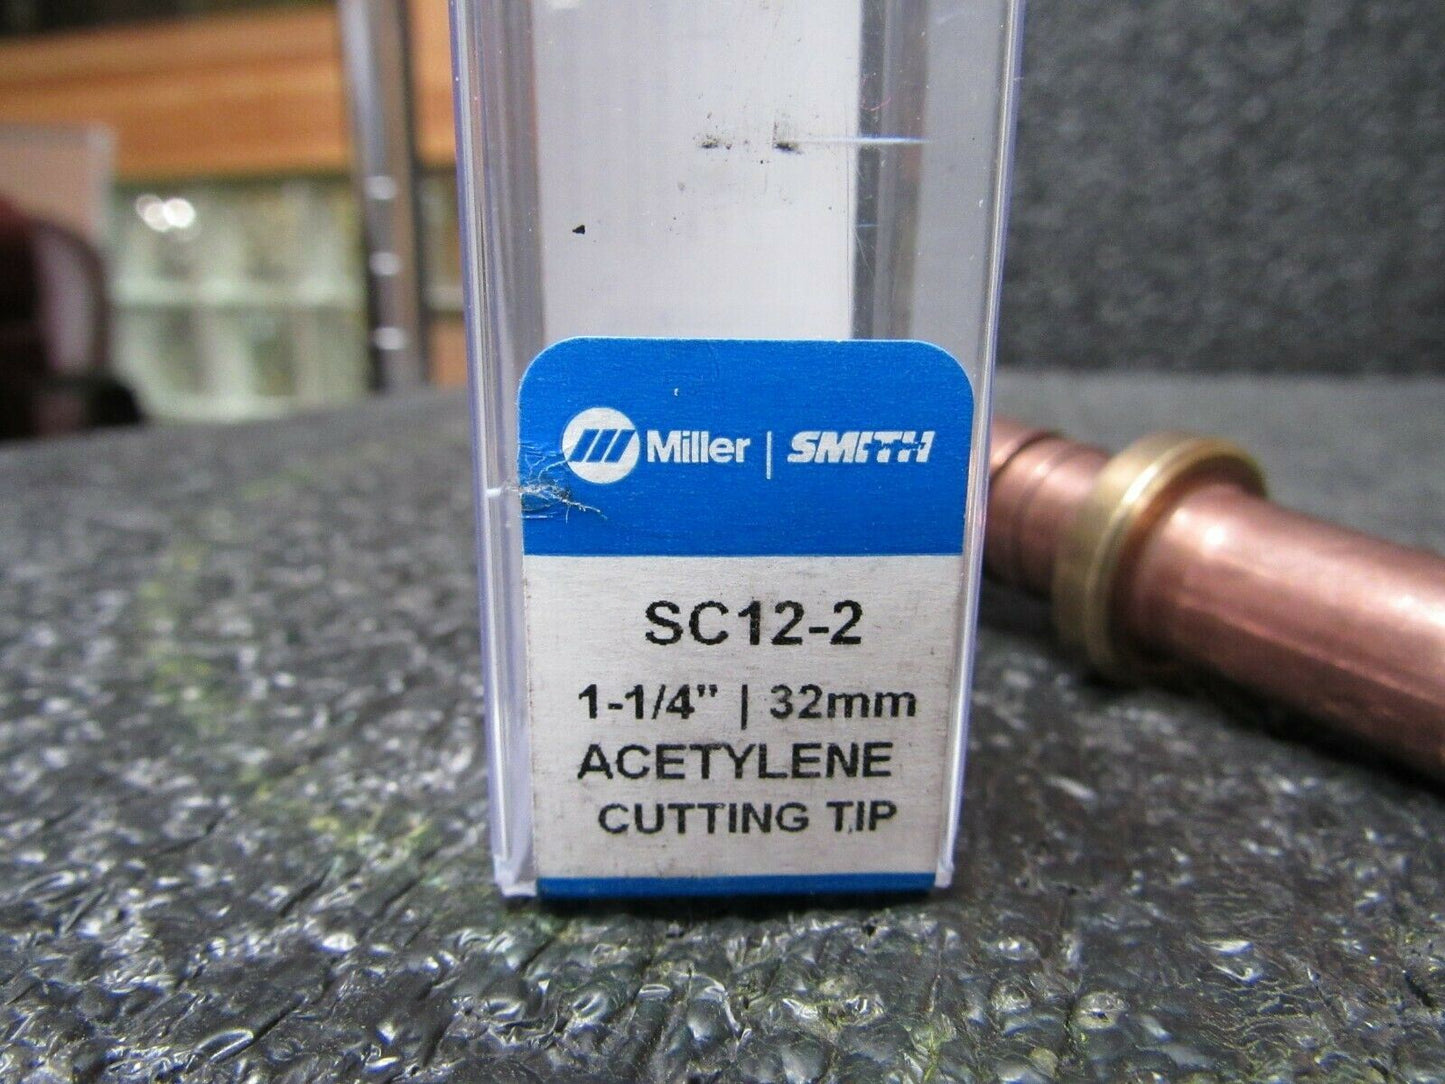 Miller | SMITH
SC12-2
1-1/4" | 32mm
ACETYLENE
CUTTING TIP